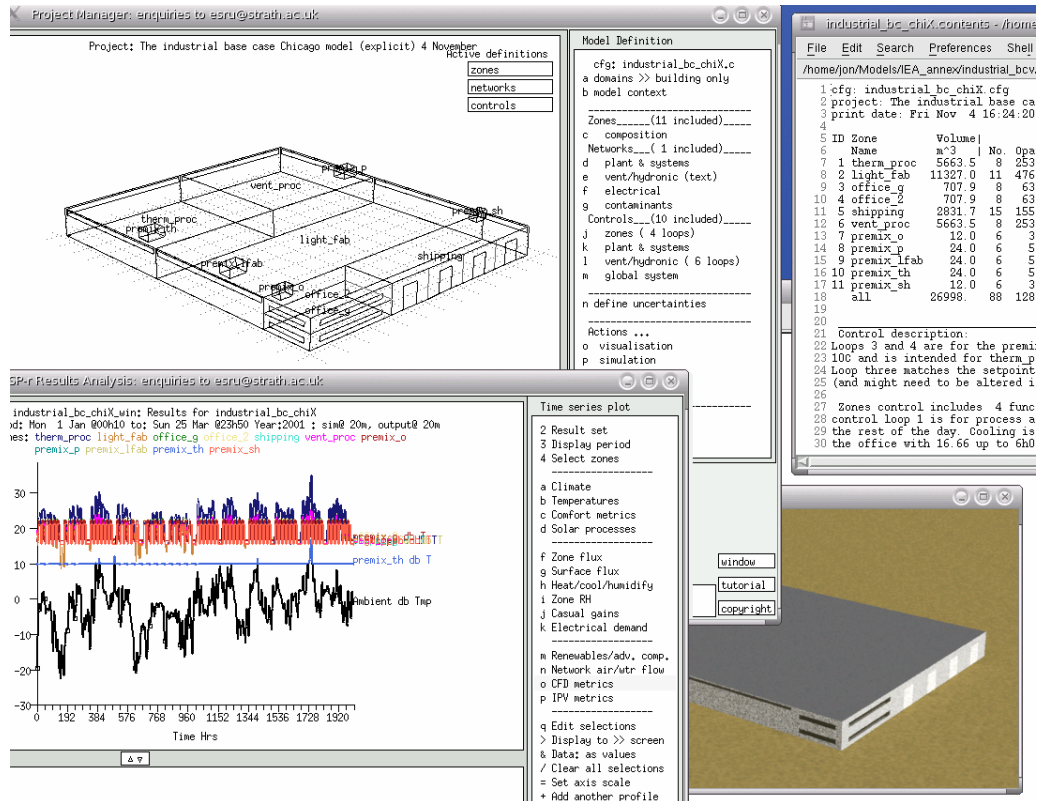 Project Manager: enquiries to esru@strath.ac.uk
Project: The industrial base case Chicago model (explicit) 4 November
Active definitions
zones
networks
controls
premix_p
vent_proc
premix_sh
therm_proc
premix_th
light_fab
shipping
premix_lfab
premix_o
office_2
office_g
Model Definition
cfg: industrial_bc_chiX.c
a domains >> building only
b model context
Zones______(11 included)_____
c composition
Networks___( 1 included)_____
d plant & systems
e vent/hydronic (text)
f electrical
g contaminants
Controls___(10 included)_____
j zones ( 4 loops)
k plant & systems
l vent/hydronic ( 6 loops)
m global system
n define uncertainties
Actions ...
o visualisation
p simulation
window
tutorial
copyright
industrial_bc_chiX.contents - /home
File Edit Search Preferences Shell
/home/jon/Models/IEA_annex/industrial_bcv.
1 cfg: industrial_bc_chiX.cfg
2 project: The industrial base ca
3 print date: Fri Nov 4 16:24:20
4
5 ID Zone Volume|
6 Name m^3 | No. Opa
7 1 therm_proc 5663.5 8 253
8 2 light_fab 11327.0 11 476
9 3 office_g 707.9 8 63
10 4 office_2 707.9 8 63
11 5 shipping 2831.7 15 155
12 6 vent_proc 5663.5 8 253
13 7 premix_o 12.0 6 3
14 8 premix_p 24.0 6 5
15 9 premix_lfab 24.0 6 5
16 10 premix_th 24.0 6 5
17 11 premix_sh 12.0 6 3
18 all 26998. 88 128
19
20
21 Control description:
22 Loops 3 and 4 are for the premi
23 10C and is intended for therm_p
24 Loop three matches the setpoint
25 (and might need to be altered i
26
27 Zones control includes 4 func
28 control loop 1 is for process a
29 the rest of the day. Cooling is
30 the office with 16.66 up to 6h0
SP-r Results Analysis: enquiries to esru@strath.ac.uk
industrial_bc_chiX_win: Results for industrial_bc_chiX
od: Mon 1 Jan @00h10 to: Sun 25 Mar @23h50 Year:2001 : sim@ 20m, output@ 20m
nes: therm_proc light_fab office_g office_2 shipping vent_proc premix_o
premix_p premix_lfab premix_th premix_sh
30
20
10
0
-10
-20
-30
premix_th db T
Ambient db Tmp
0 192 384 576 768 960 1152 1344 1536 1728 1920
Time Hrs
Time series plot
2 Result set
3 Display period
4 Select zones
a Climate
b Temperatures
c Comfort metrics
d Solar processes
f Zone flux
g Surface flux
h Heat/cool/humidify
i Zone RH
j Casual gains
k Electrical demand
m Renewables/adv. comp.
n Network air/wtr flow
o CFD metrics
p IPV metrics
q Edit selections
> Display to >> screen
& Data: as values
/ Clear all selections
= Set axis scale
+ Add another profile